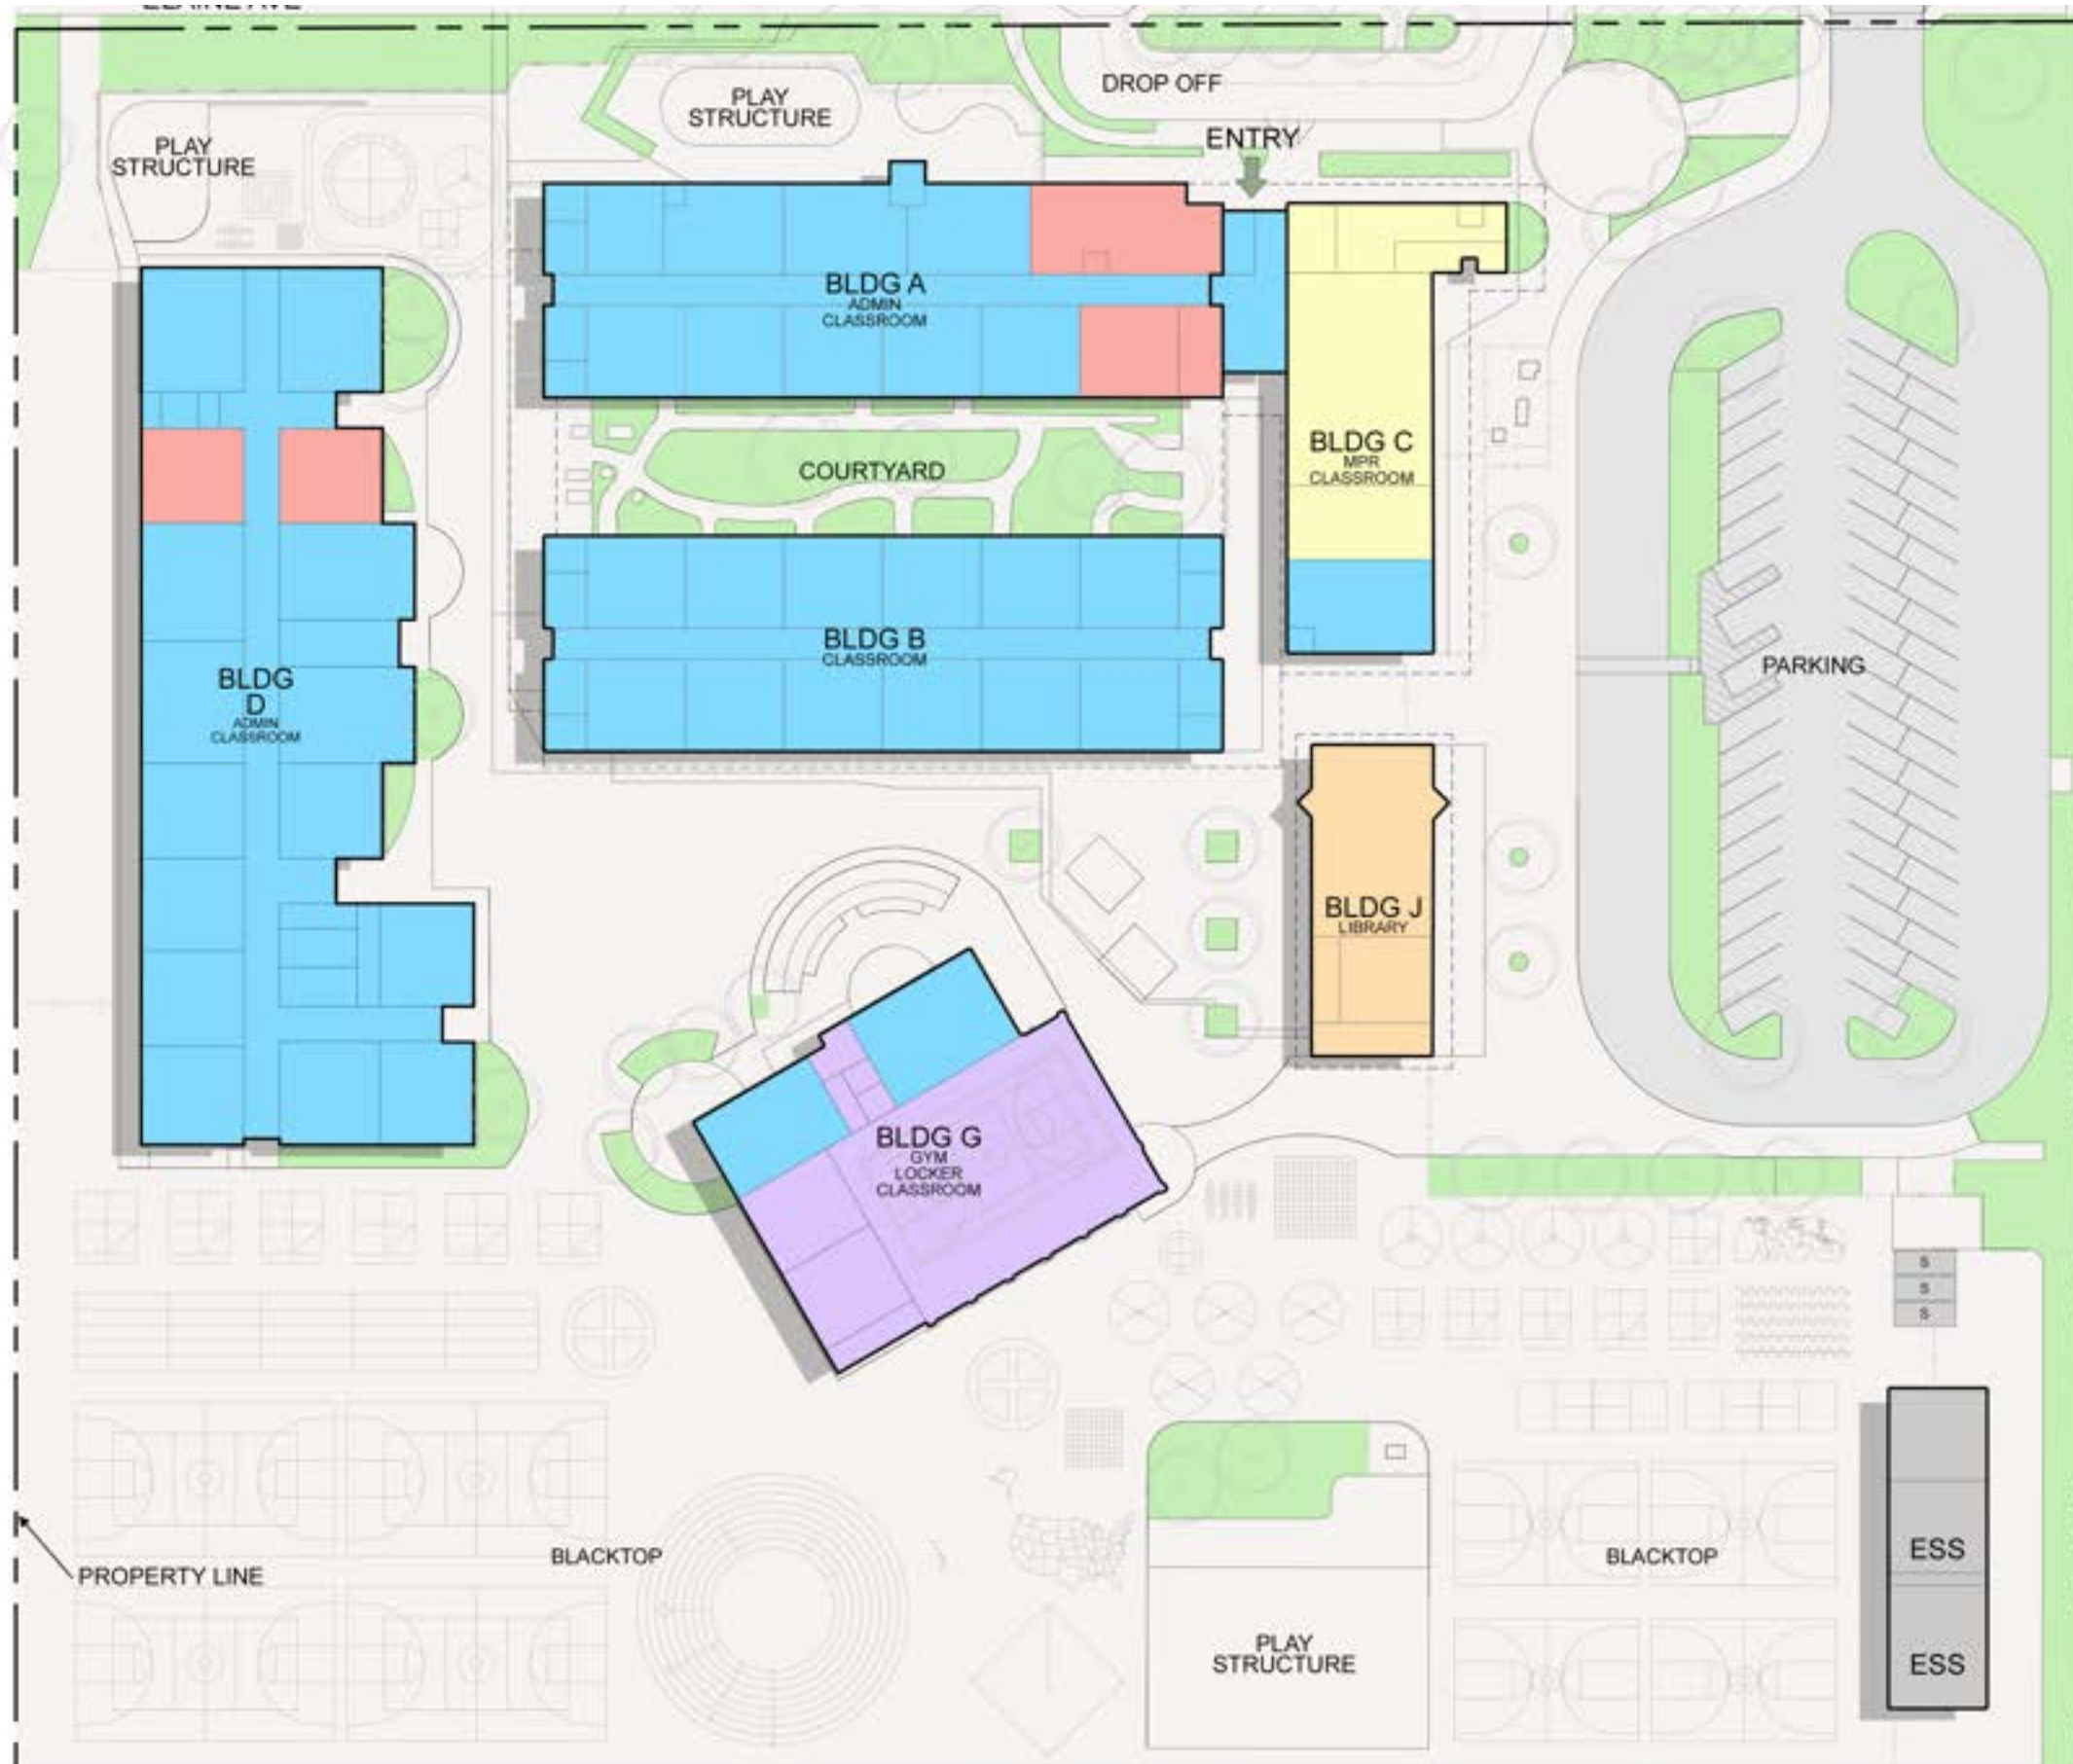 DROP OFF
PLAY
STRUCTURE
ENTRY
PLAY
STRUCTURE
BLDG A
ADMIN
CLASSROOM
BLDG C
MPR
CLASSROOM
COURTYARD
BLDG B
CLASSROOM
PARKING
BLDG
D
ADMIN
CLASSROOM
BLDG J
LIBRARY
BLDG G
GYM
LOCKER
CLASSROOM
S
S
S
BLACKTOP
BLACKTOP
ESS
PROPERTY LINE
PLAY
STRUCTURE
ESS